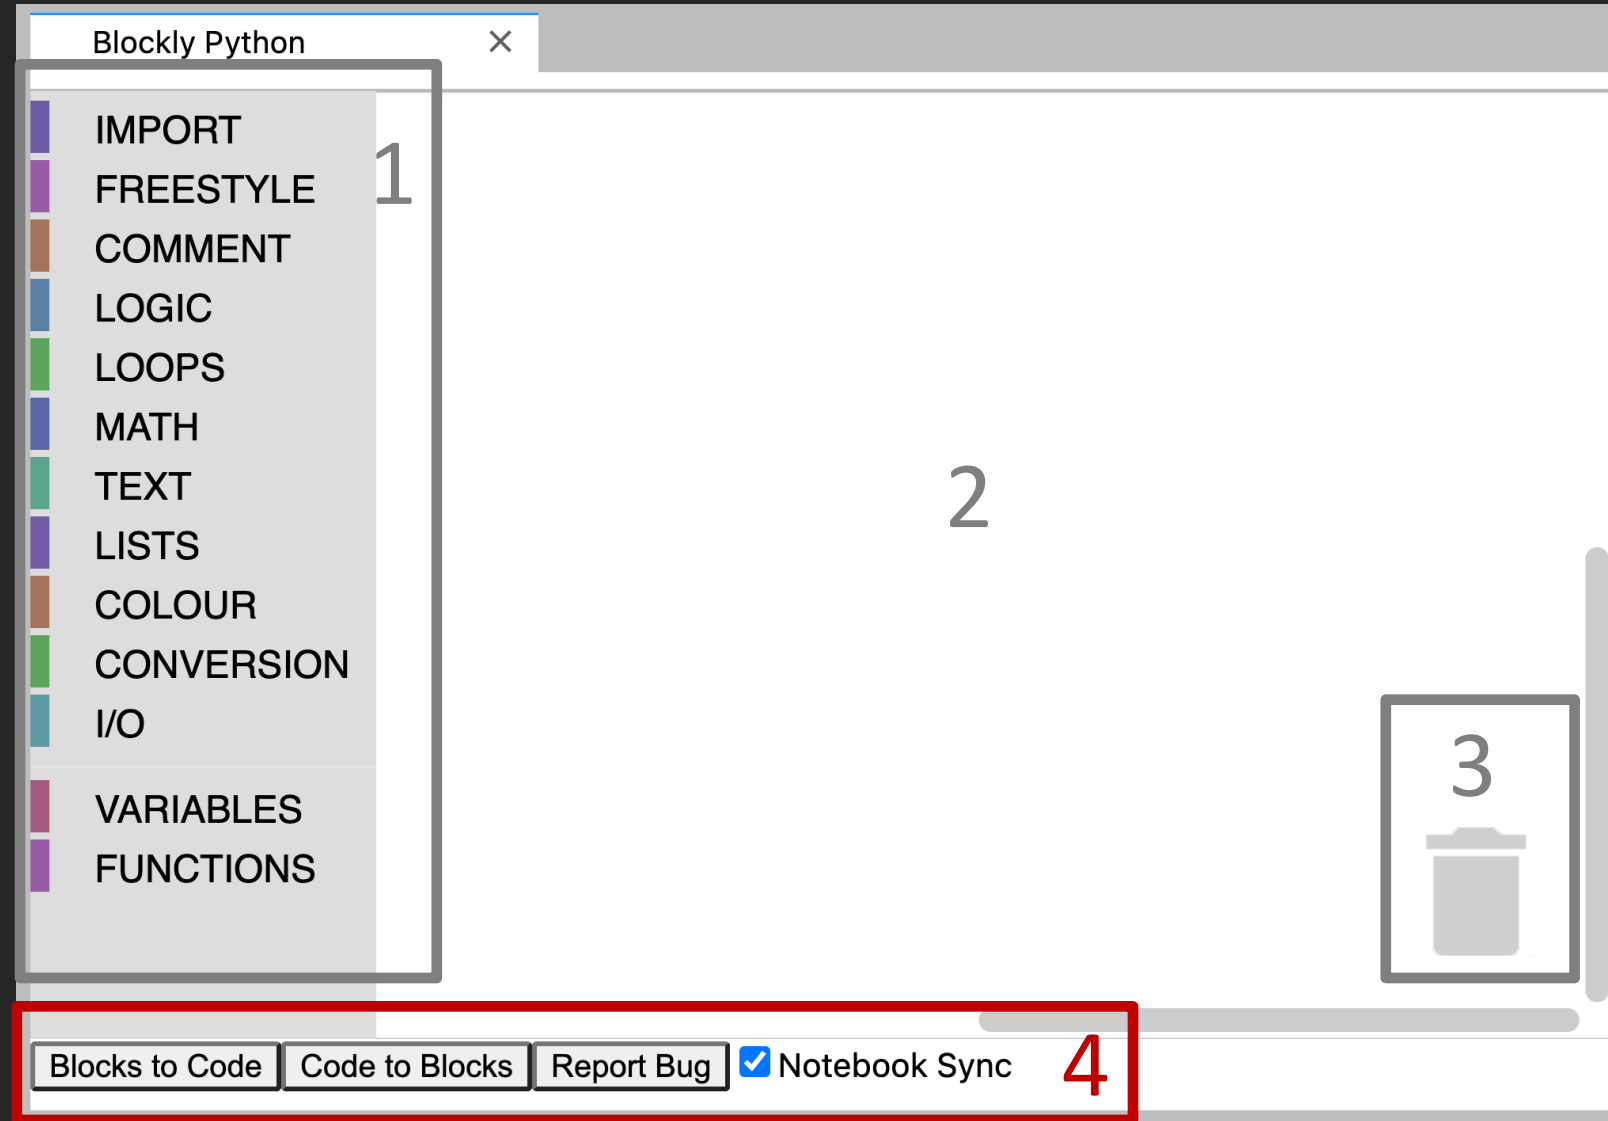 Blockly Python
IMPORT
1
FREESTYLE
COMMENT
LOGIC
LOOPS
MATH
TEXT
2
LISTS
COLOUR
CONVERSION
I/O
3
VARIABLES
FUNCTIONS
Blocks to Code Code to Blocks Report Bug Notebook Sync 4